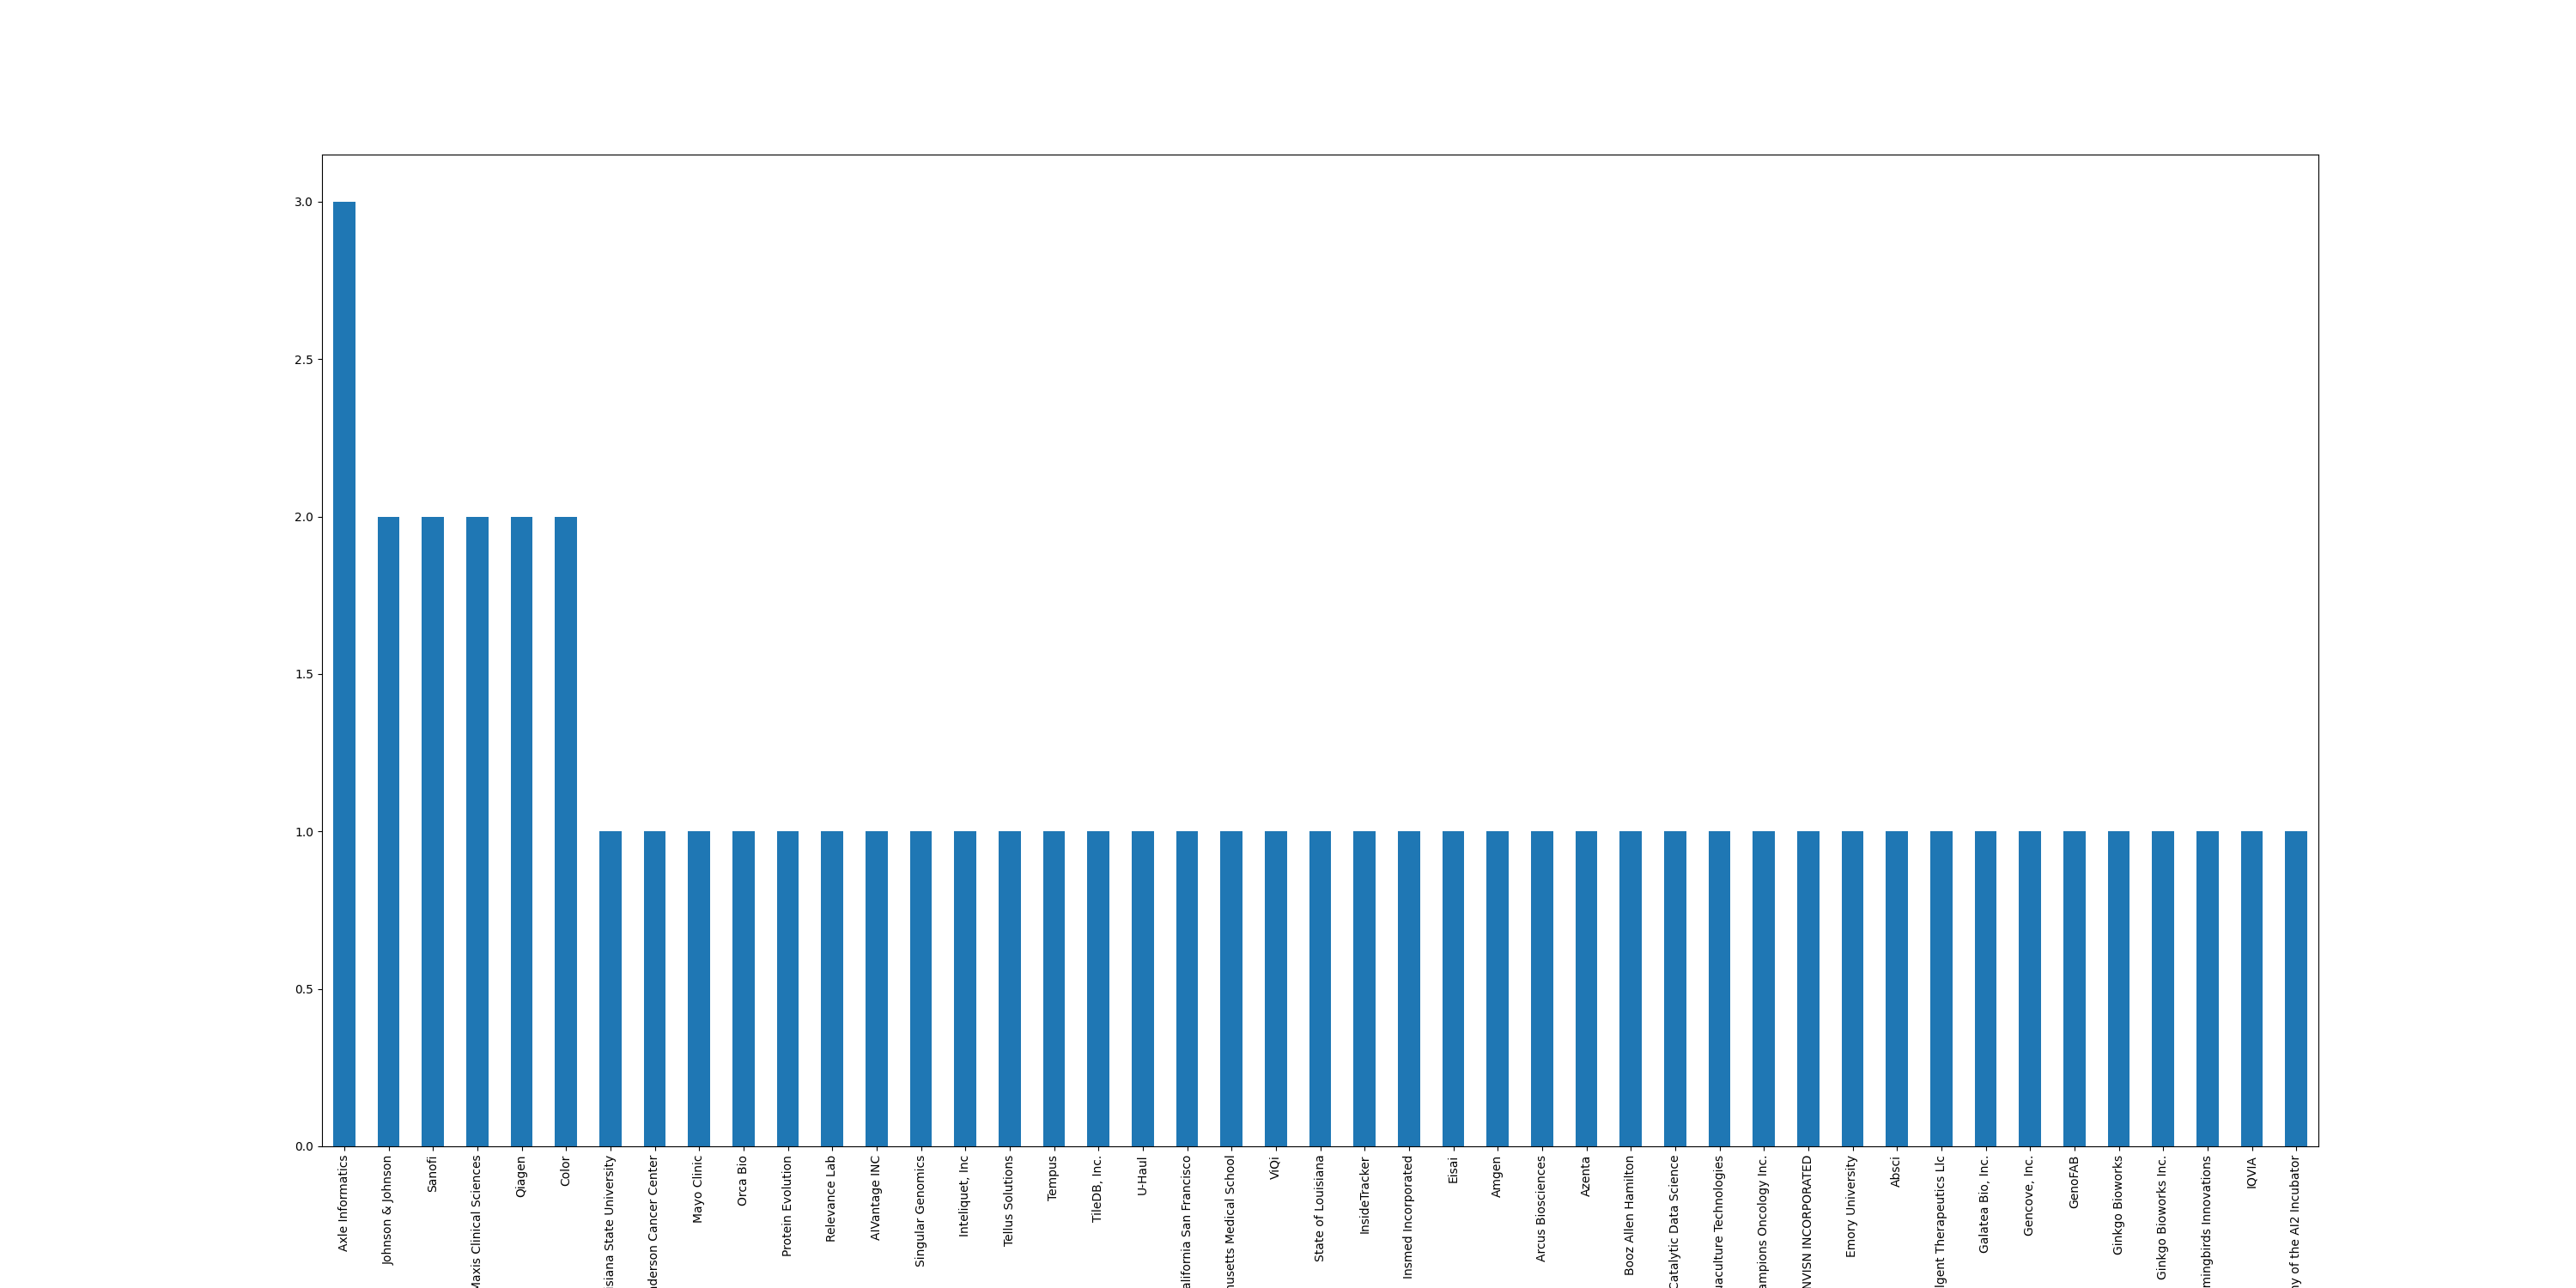 3.0
2.5
2.0
1.5
1.0
0.5
0.0
Axle Informatics
Johnson & Johnson
Sanofi
Maxis Clinical Sciences
Qiagen
Color
siana State University
derson Cancer Center
Mayo Clinic
Orca Bio
Protein Evolution
Relevance Lab
AIVantage INC
Singular Genomics
Inteliquet, Inc
Tellus Solutions
Tempus
TileDB, Inc.
U-Haul
alifornia San Francisco
usetts Medical School
ViQi
State of Louisiana
InsideTracker
Insmed Incorporated
Eisai
Amgen
Arcus Biosciences
Azenta
Booz Allen Hamilton
Catalytic Data Science
uaculture Technologies
ampions Oncology Inc.
NVISN INCORPORATED
Emory University
Absci
lgent Therapeutics Llc
Galatea Bio, Inc.
Gencove, Inc.
GenoFAB
Ginkgo Bioworks
Ginkgo Bioworks Inc.
mingbirds Innovations
IQVIA
y of the AI2 Incubator